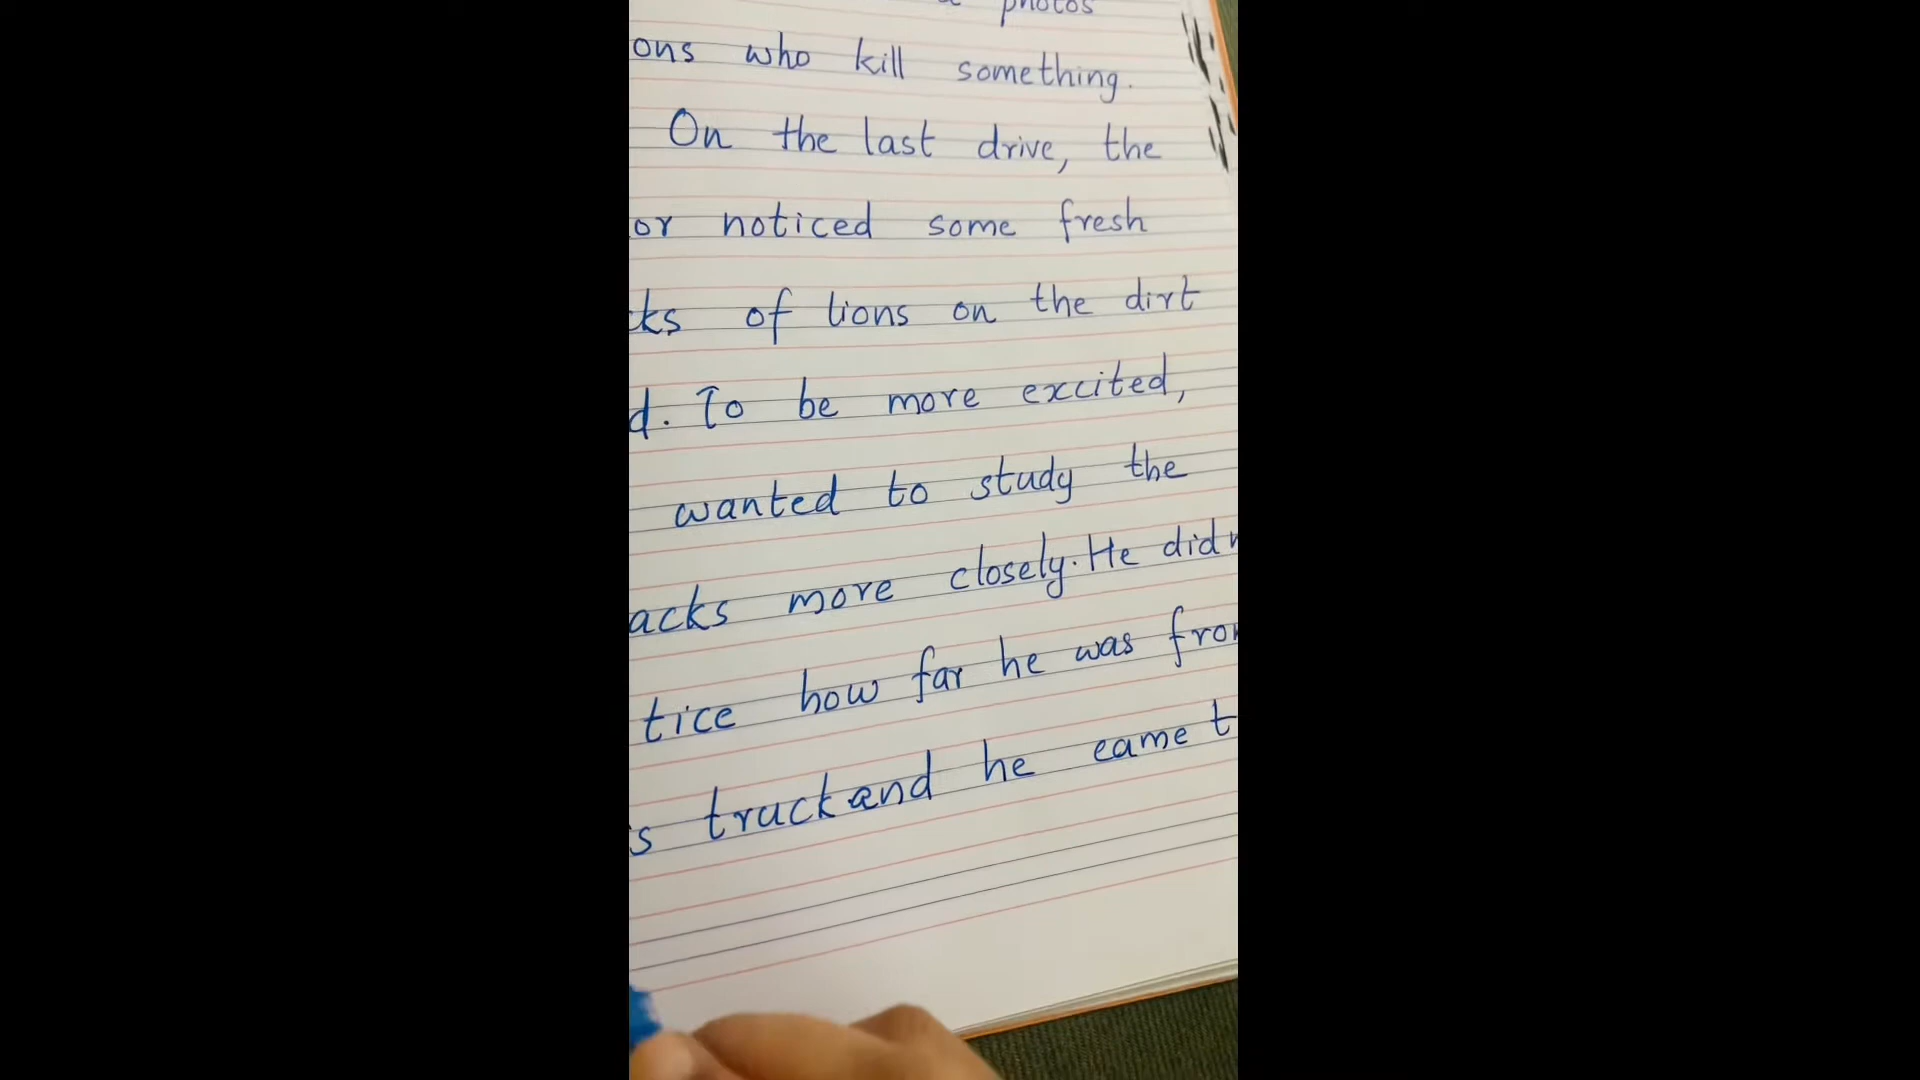 photos
ons who kill something.
On the last drive, the
or noticed some fresh
ks of lions on the dirt
d. To be more excited,
wanted to study the
acks more closely. He did
tice how far he was fro
s truck and he came t